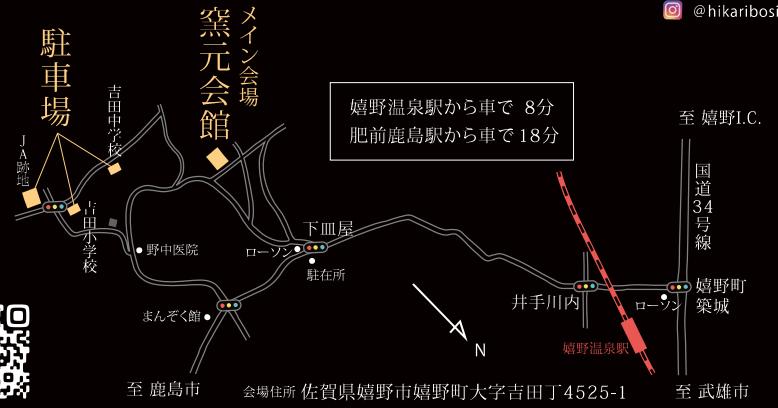 @hikaribosi
メイン会場
窯元会館
駐車場
吉田中学校
JA跡地
吉田小学校
嬉野温泉駅から車で 8分
肥前鹿島駅から車で18分
至 嬉野I.C.
国道34号線
下皿屋
ローソン
駐在所
野中医院
まんぞく館
井手川内
ローソン
嬉野町
築城
嬉野温泉駅
N
至 鹿島市
会場住所 佐賀県嬉野市嬉野町大字吉田丁4525-1
至 武雄市